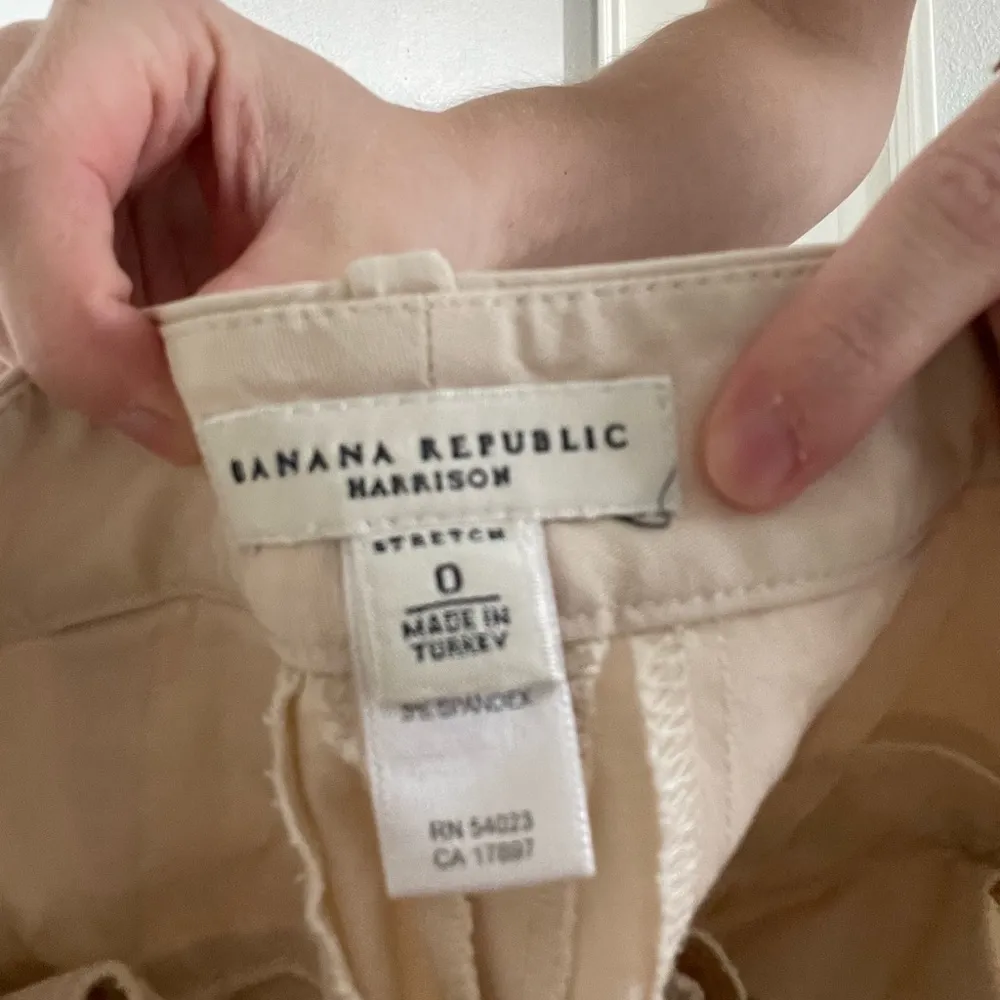 BANANA REPUBLIC
HARRISON
STRETCH
0
MADE IN
TURKEY
3% SPANDEX
RN 54023
CA 17897